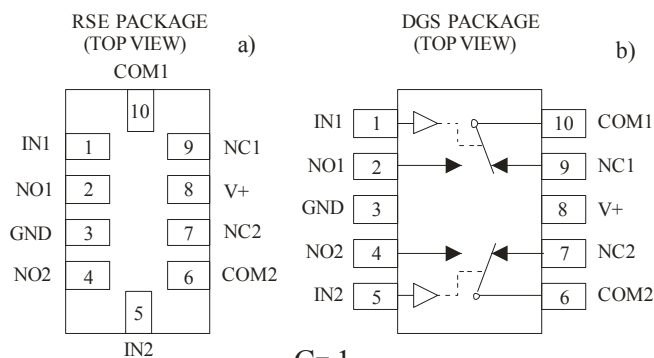 RSE PACKAGE
(TOP VIEW)
a)
COM1
10
IN1 1 9 NC1
NO1 2 8 V+
GND 3 7 NC2
NO2 4 6 COM2
5
IN2
DGS PACKAGE
(TOP VIEW)
b)
IN1 1 10 COM1
NO1 2 9 NC1
GND 3 8 V+
NO2 4 7 NC2
IN2 5 6 COM2